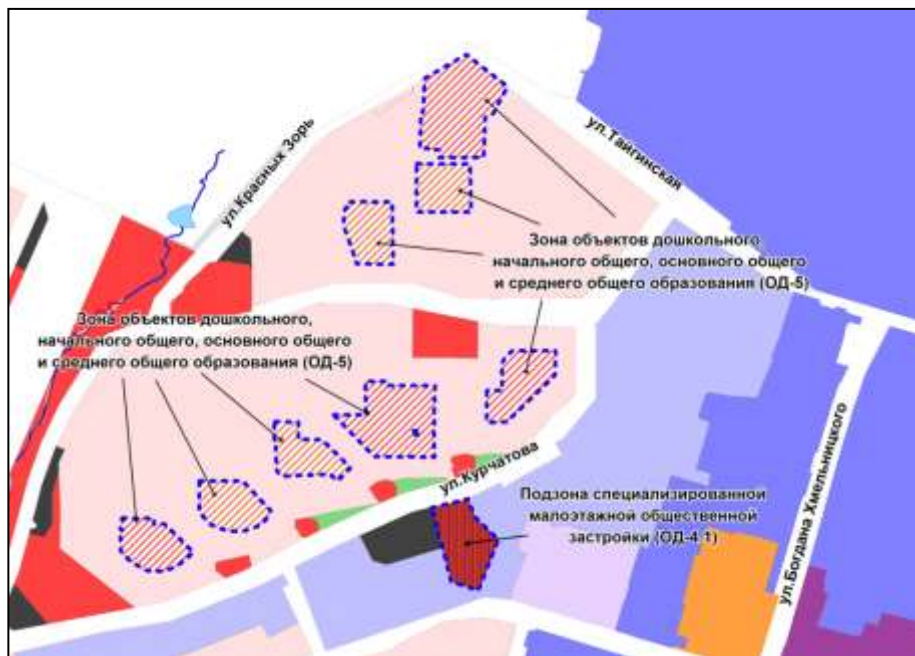 ул.Красных Зорь
ул.Тайгинская
Зона объектов дошкольного
начального общего, основного общего
и среднего общего образования (ОД-5)
Зона объектов дошкольного,
начального общего, основного общего
и среднего общего образования (ОД-5)
ул.Курчатова
Подзона специализированной
малоэтажной общественной
застройки (ОД-4.1)
ул.Богдана Хмельницкого